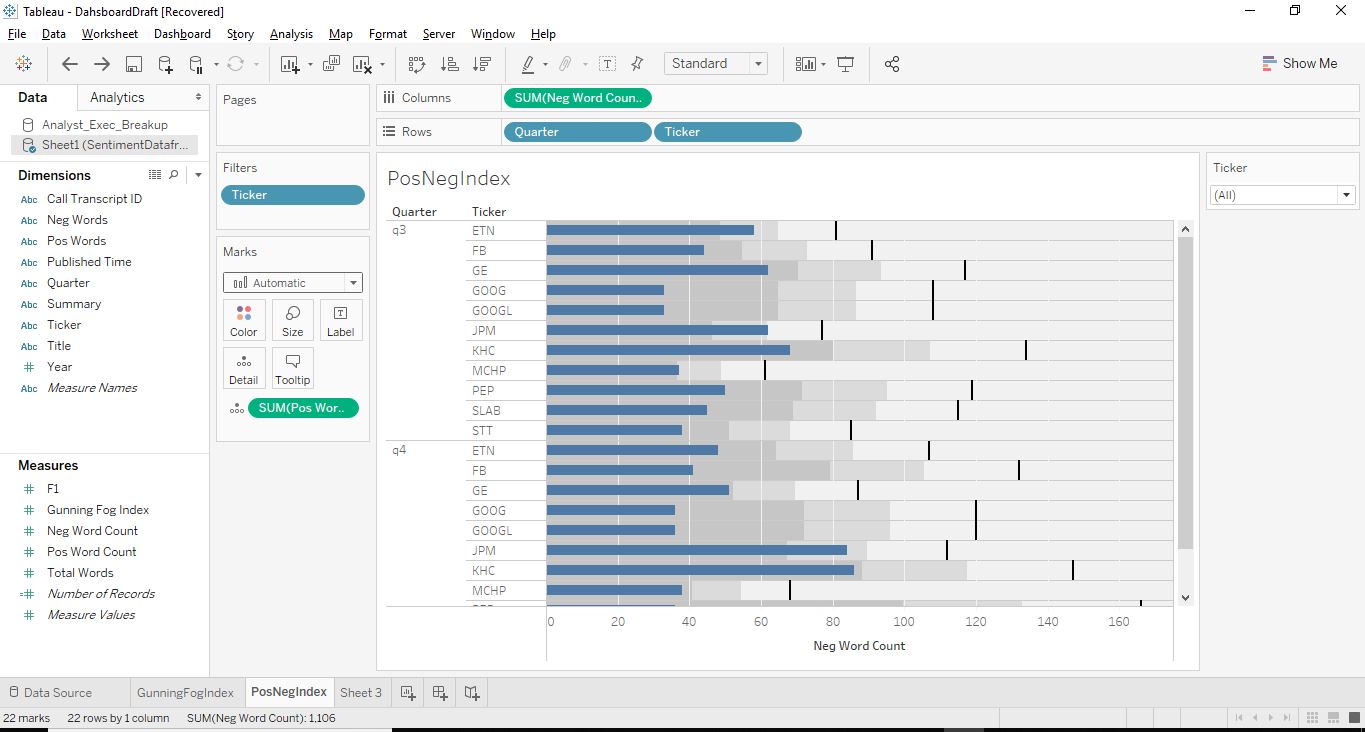 Tableau - DahsboardDraft [Recovered]
File Data Worksheet Dashboard Story Analysis Map Format Server Window Help
Standard
Show Me
Data Analytics
Analyst_Exec_Breakup
Sheet1 (SentimentDatafr...
Dimensions
Abc Call Transcript ID
Abc Neg Words
Abc Pos Words
Abc Published Time
Abc Quarter
Abc Summary
Abc Ticker
Abc Title
# Year
Abc Measure Names
Measures
# F1
# Gunning Fog Index
# Neg Word Count
# Pos Word Count
# Total Words
=# Number of Records
# Measure Values
Pages
Filters
Ticker
Marks
Automatic
Color Size Label
Detail Tooltip
SUM(Pos Wor..
Columns SUM(Neg Word Coun..
Rows Quarter Ticker
PosNegIndex
Quarter Ticker
q3 ETN
FB
GE
GOOG
GOOGL
JPM
KHC
MCHP
PEP
SLAB
STT
q4 ETN
FB
GE
GOOG
GOOGL
JPM
KHC
MCHP
0 20 40 60 80 100 120 140 160
Neg Word Count
Ticker
(All)
Data Source GunningFogIndex PosNegIndex Sheet 3
22 marks 22 rows by 1 column SUM(Neg Word Count): 1,106